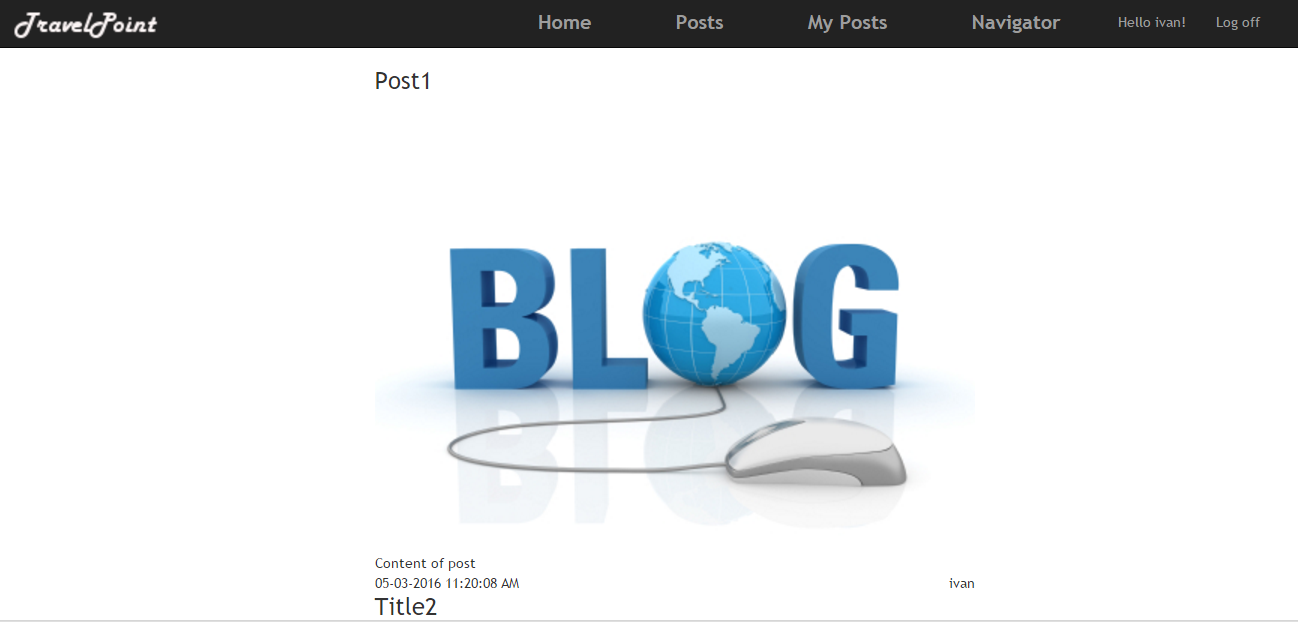 TravelPoint Home Posts My Posts Navigator Hello ivan! Log off
Post1
BLOG
Content of post
05-03-2016 11:20:08 AM ivan
Title2